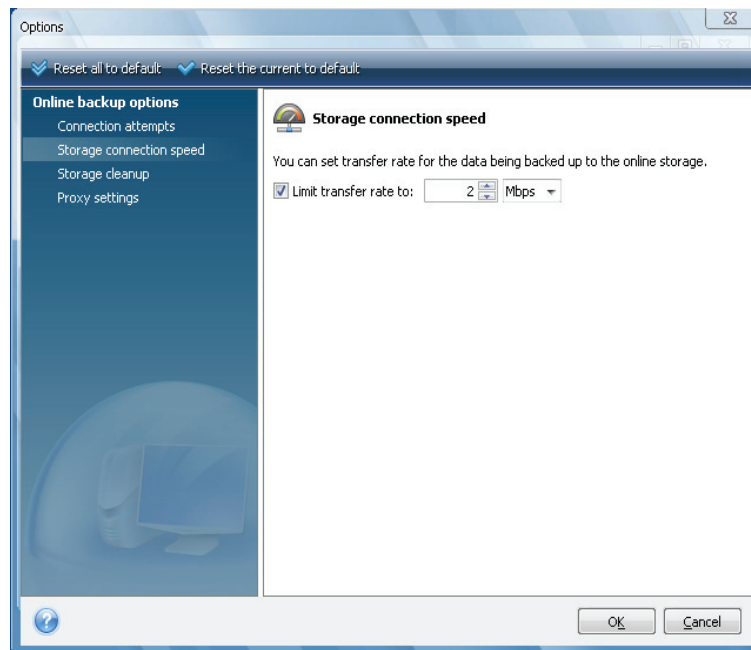 Options
Reset all to default Reset the current to default
Online backup options
Connection attempts
Storage connection speed
Storage cleanup
Proxy settings
Storage connection speed
You can set transfer rate for the data being backed up to the online storage.
Limit transfer rate to: 2 Mbps
? OK Cancel